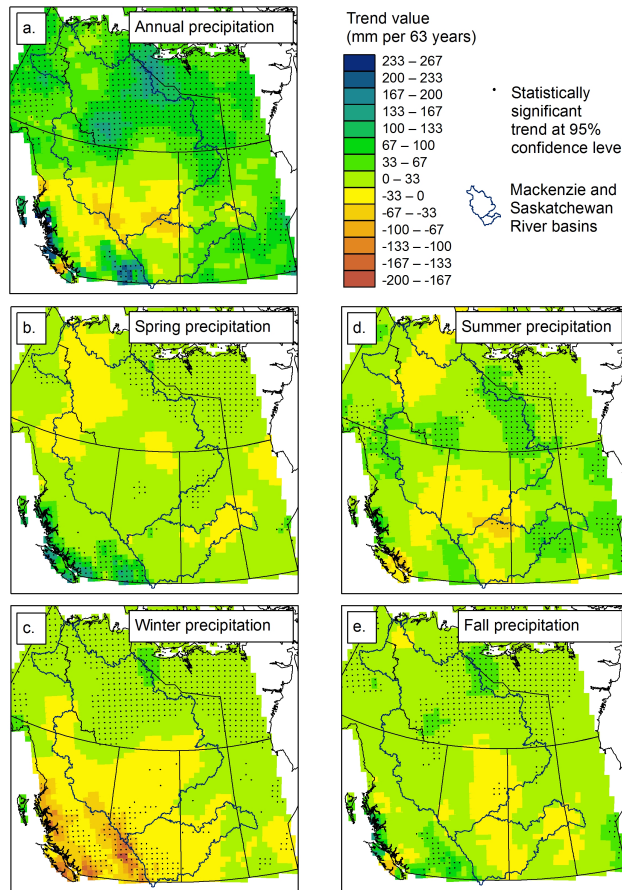 a.
Annual precipitation
Trend value
(mm per 63 years)
233 – 267
200 – 233
167 – 200
133 – 167
100 – 133
67 – 100
33 – 67
0 – 33
-33 – 0
-67 – -33
-100 – -67
-133 – -100
-167 – -133
-200 – -167
Statistically
significant
trend at 95%
confidence level
Mackenzie and
Saskatchewan
River basins
b.
Spring precipitation
d.
Summer precipitation
c.
Winter precipitation
e.
Fall precipitation